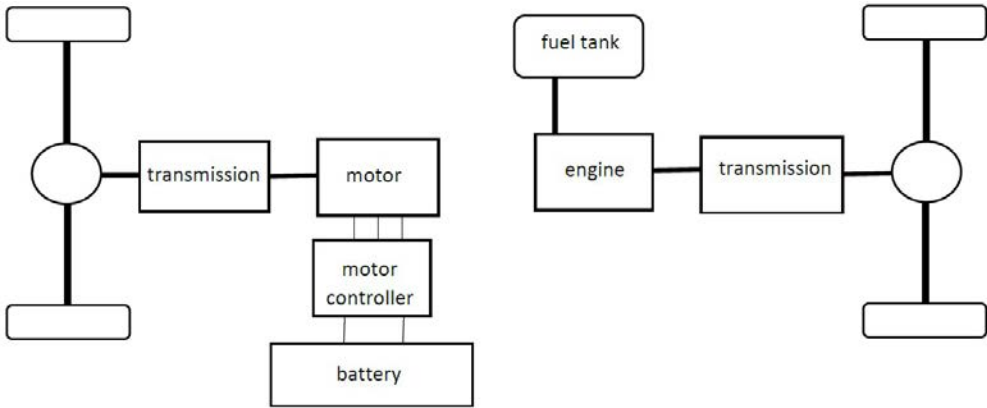 fuel tank
transmission
motor
engine
transmission
motor
controller
battery